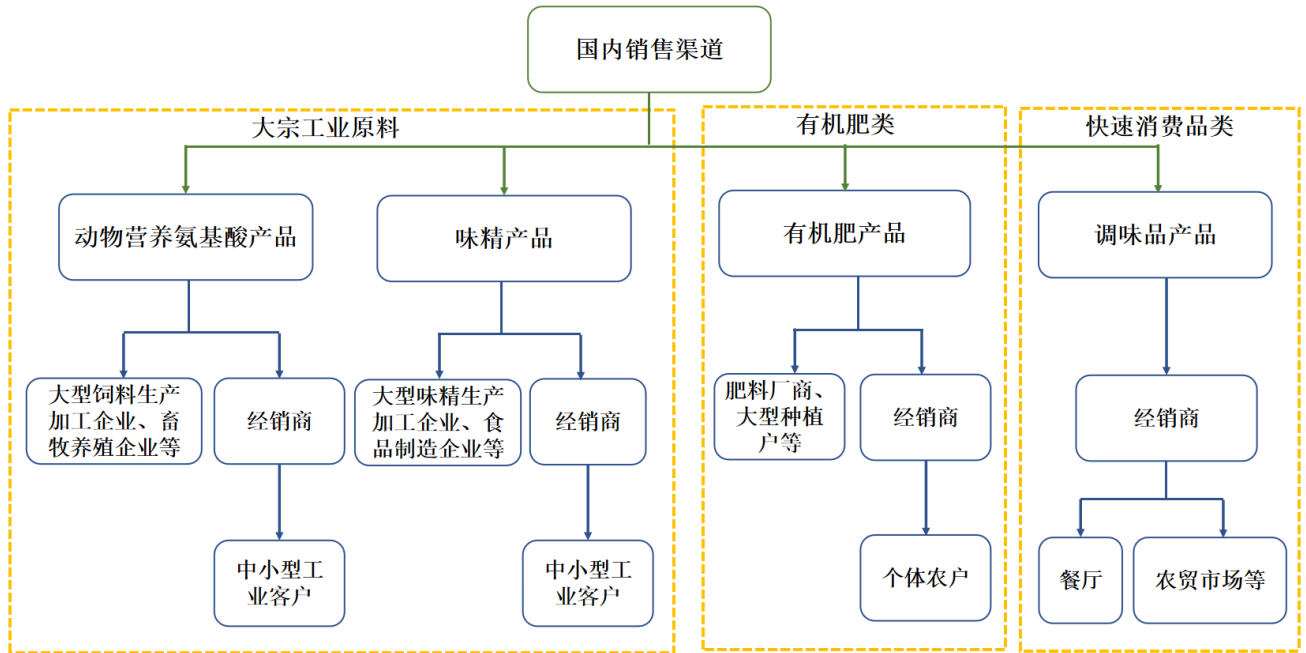 国内销售渠道
大宗工业原料
有机肥类
快速消费品类
动物营养氨基酸产品
味精产品
有机肥产品
调味品产品
大型饲料生产
加工企业、畜
牧养殖企业等
经销商
大型味精生产
加工企业、食
品制造企业等
经销商
肥料厂商、
大型种植
户等
经销商
经销商
中小型工
业客户
中小型工
业客户
个体农户
餐厅
农贸市场等